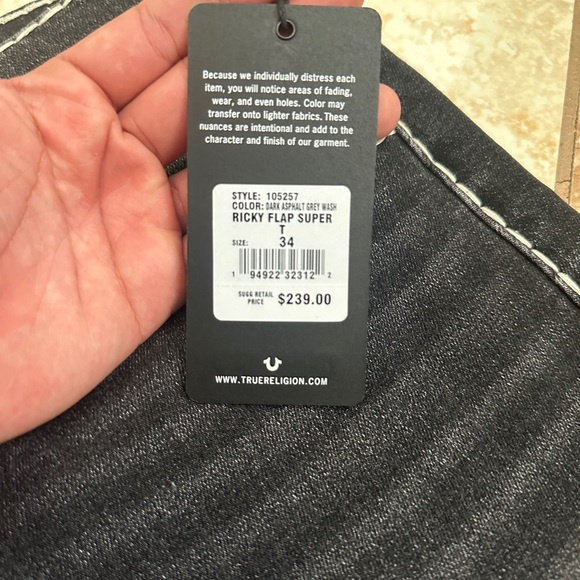 Because we individually distress each
item, you will notice areas of fading,
wear, and even holes. Color may
transfer onto lighter fabrics. These
nuances are intentional and add to the
character and finish of our garment.
STYLE: 105257
COLOR: DARK ASPHALT GREY WASH
RICKY FLAP SUPER
T
SIZE: 34
1 94922 32312 2
SUGG RETAIL
PRICE $239.00
WWW.TRUERELIGION.COM